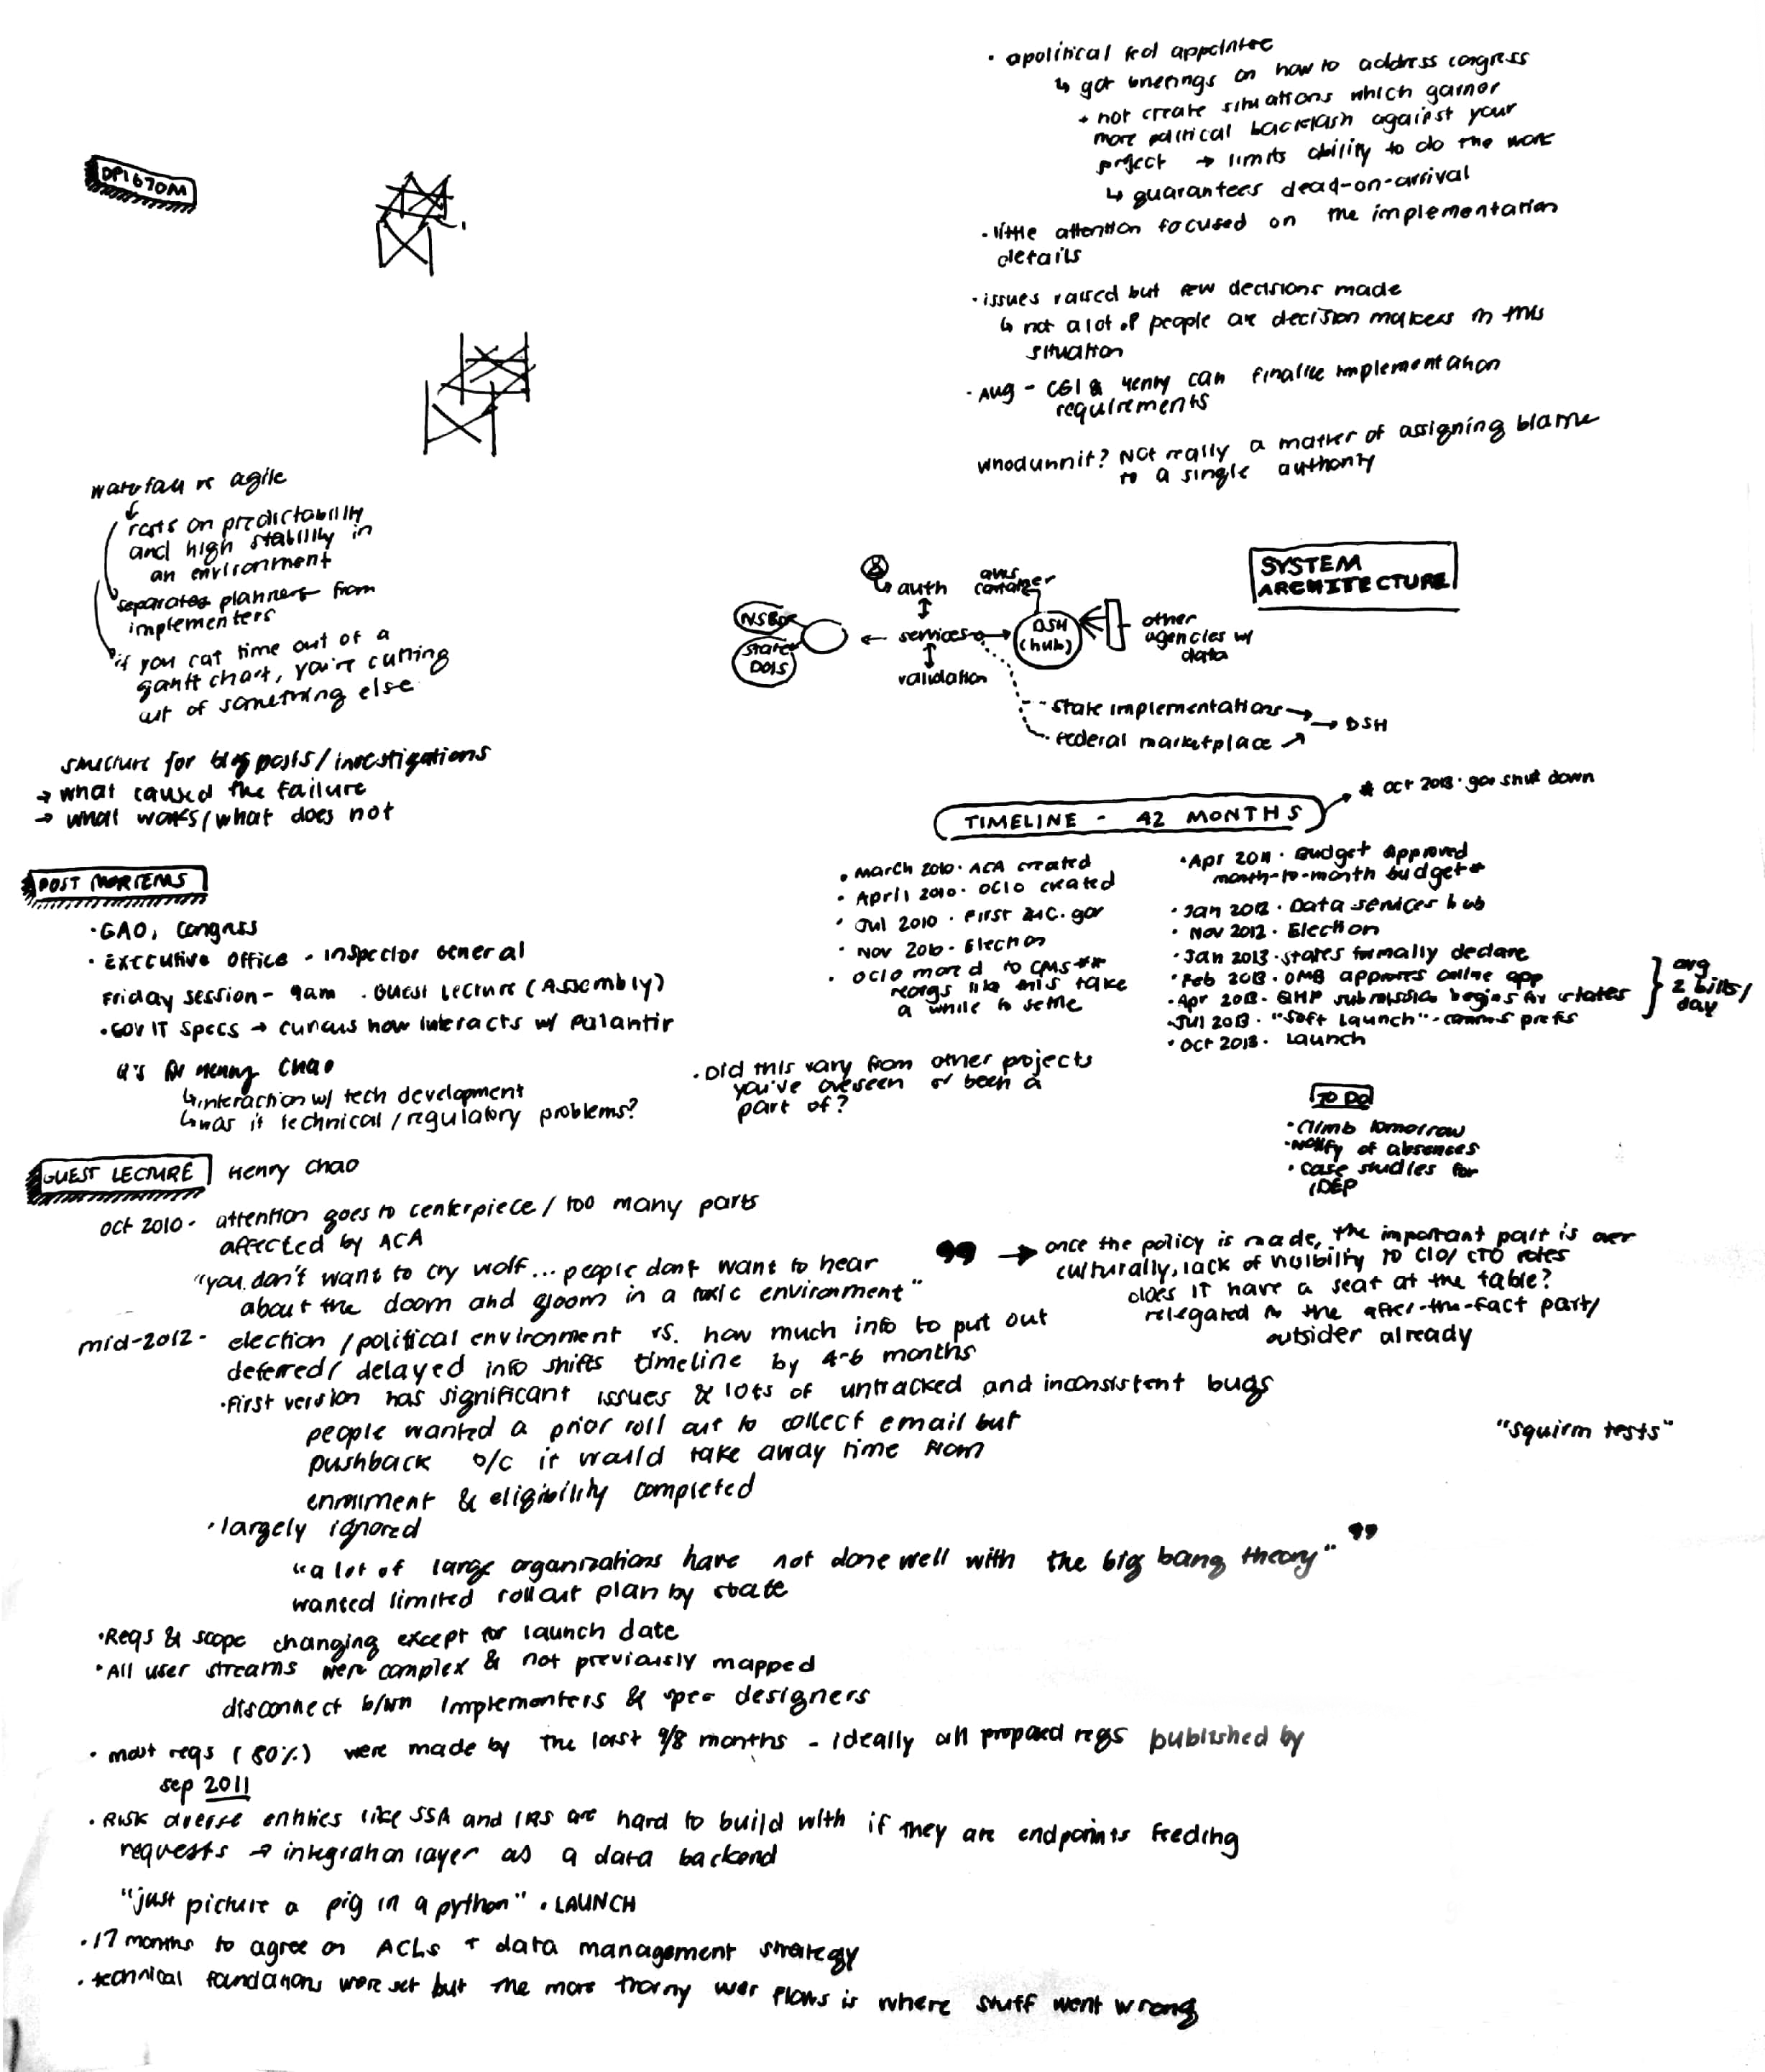 DPI670M
waterfall vs agile
rests on predictability
and high stability in
an environment
separates planners from
implementers
if you cat time out of a
gantt chart, you're cutting
out of something else
structure for blog posts/investigations
→ what caused the failure
→ what works/what does not
POST MORTEMS
· GAO, Congress
· Executive Office - Inspector General
Friday session - 9am · Guest Lecture (Assembly)
· Gov IT specs → curious how interacts w/ Palantir
Q's for Henry Chao
↳ interaction w/ tech development
↳ was it technical/regulatory problems?
· Did this vary from other projects
you've overseen or been a
part of?
GUEST LECTURE Henry Chao
oct 2010 - attention goes to centerpiece / too many parts
affected by ACA
"you don't want to cry wolf... people dont want to hear
about the doom and gloom in a toxic environment"
mid-2012 - election / political environment vs. how much info to put out
deferred/delayed info shifts timeline by 4-6 months
· first version has significant issues & lots of untracked and inconsistent bugs
people wanted a prior roll out to collect email but
pushback b/c it would take away time from
enrollment & eligibility completed
· largely ignored
"a lot of large organizations have not done well with the big bang theory" ”
wanted limited rollout plan by state
· Reqs & scope changing except for launch date
· All user streams were complex & not previously mapped
disconnect b/wn implementers & spec designers
· most regs (80%) were made by the last 9/8 months - ideally all proposed regs published by
sep 2011
· Risk averse entities like SSA and IRS are hard to build with if they are endpoints feeding
requests → integration layer as a data backend
"just picture a pig in a python" · LAUNCH
· 17 months to agree on ACLs + data management strategy
· technical foundations were set but the more thorny user flows is where stuff went wrong
· apolitical fed appointee
↳ got briefings on how to address congress
+ not create situations which garner
more political backlash against your
project → limits ability to do the work
↳ guarantees dead-on-arrival
· little attention focused on the implementation
details
· issues raised but few decisions made
↳ not a lot of people are decision makers in this
situation
· Aug - CGI & Henry can finalize implementation
requirements
whodunnit? Not really a matter of assigning blame
to a single authority
SYSTEM
ARCHITECTURE
auth
container
state
DOIS
← services → DSH
(hub)
other
agencies w/
data
validation
state implementations →
→ DSH
federal marketplace
* oct 2013 · gov shut down
TIMELINE - 42 MONTHS
· March 2010 · ACA created
· April 2010 · OCIO created
· Jul 2010 · First H.C. gov
· Nov 2010 · Election
· OCIO moved to CMS**
reorgs like this take
a while to settle
· Apr 2011 · Budget Approved
month-to-month budget*
· Jan 2012 · Data services hub
· Nov 2012 · Election
· Jan 2013 · states formally declare
· Feb 2013 · OMB approves online app
· Apr 2013 · QHP submission begins for states
· Jul 2013 · "Soft Launch"
· Oct 2013 · Launch
avg
2 bills/
day
TO DO
· climb tomorrow
· notify of absences
· case studies for
IDEP
” → once the policy is made, the important part is over
culturally, lack of visibility to CIO/CTO roles
does IT have a seat at the table?
relegated to the after-the-fact part/
outsider already
"squirm tests"